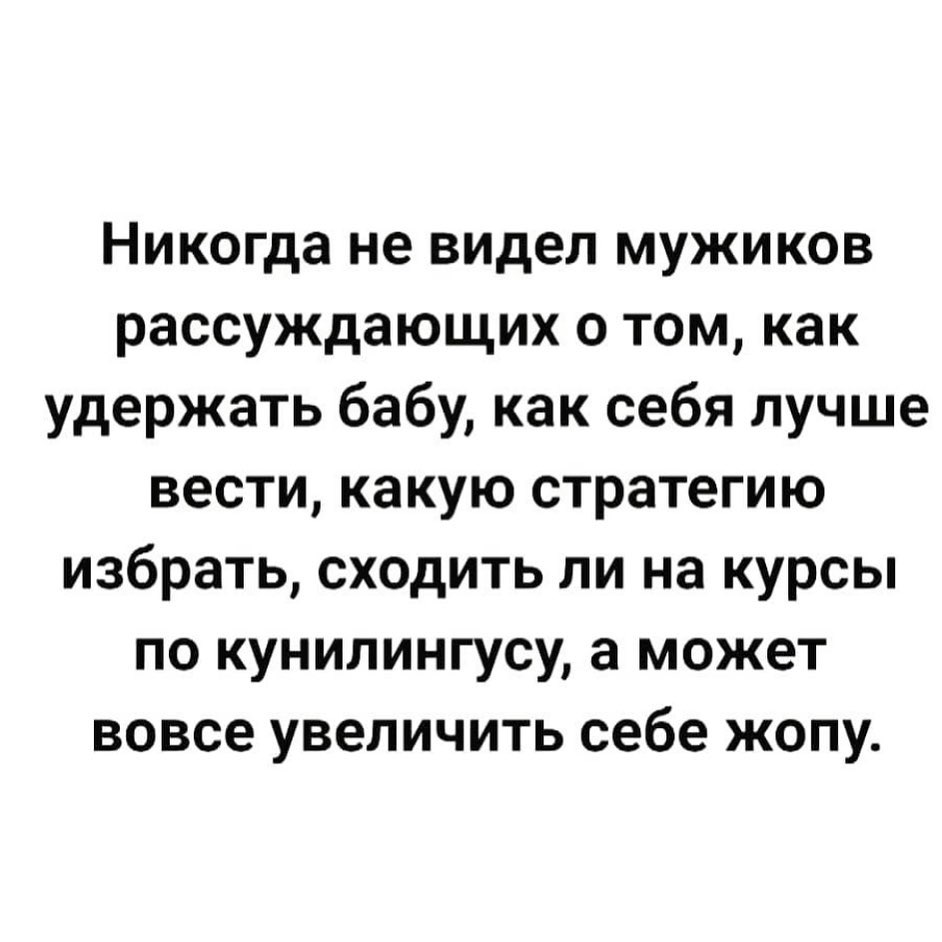 Никогда не видел мужиков
рассуждающих о том, как
удержать бабу, как себя лучше
вести, какую стратегию
избрать, сходить ли на курсы
по кунилингусу, а может
вовсе увеличить себе жопу.